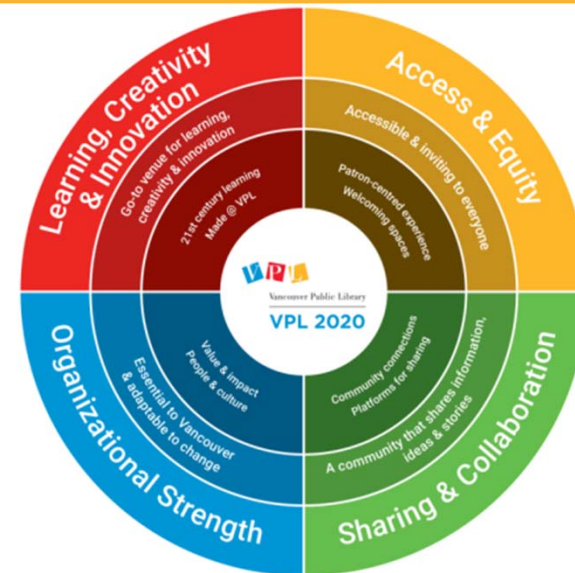 Learning, Creativity
& Innovation
Go-to venue for learning,
creativity & innovation
21st century learning
Made @ VPL
Access & Equity
Accessible & inviting to everyone
Patron-centred experience
Welcoming spaces
VPL
Vancouver Public Library
VPL 2020
Organizational Strength
Essential to Vancouver
& adaptable to change
Value & impact
People & culture
Community connections
Platforms for sharing
A community that shares information,
ideas & stories
Sharing & Collaboration